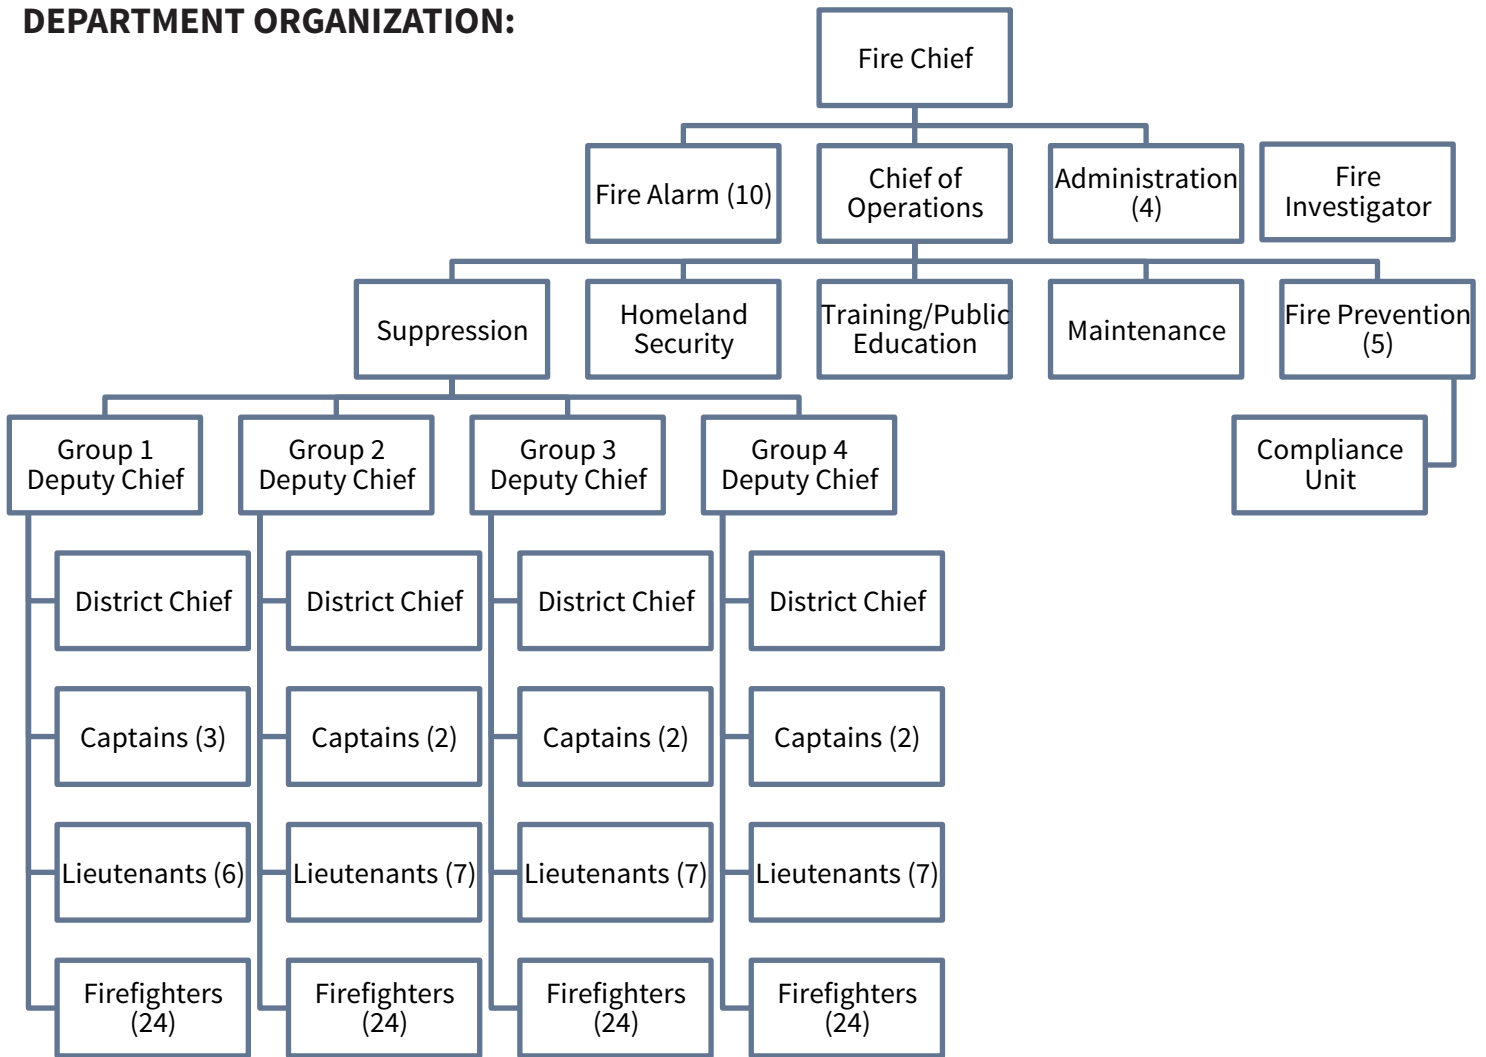 DEPARTMENT ORGANIZATION:
Fire Chief
Fire Alarm (10)
Chief of
Operations
Administration
(4)
Fire
Investigator
Suppression
Homeland
Security
Training/Public
Education
Maintenance
Fire Prevention
(5)
Group 1
Deputy Chief
Group 2
Deputy Chief
Group 3
Deputy Chief
Group 4
Deputy Chief
Compliance
Unit
District Chief
District Chief
District Chief
District Chief
Captains (3)
Captains (2)
Captains (2)
Captains (2)
Lieutenants (6)
Lieutenants (7)
Lieutenants (7)
Lieutenants (7)
Firefighters
(24)
Firefighters
(24)
Firefighters
(24)
Firefighters
(24)